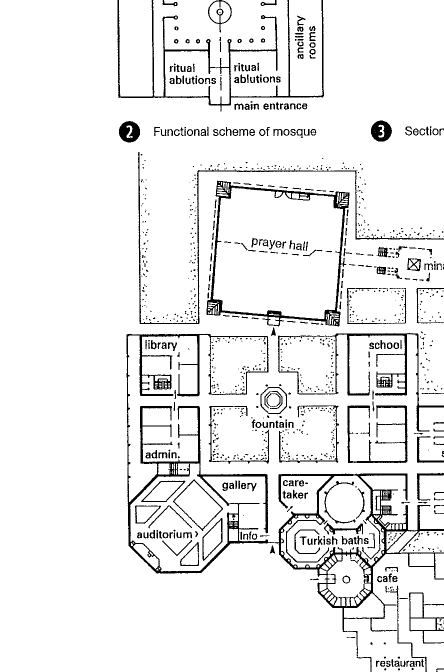 ancillary
rooms
ritual
ablutions
ritual
ablutions
main entrance
2 Functional scheme of mosque
3 Section
prayer hall
library
school
fountain
admin.
gallery
care-
taker
auditorium
Info
Turkish baths
cafe
restaurant